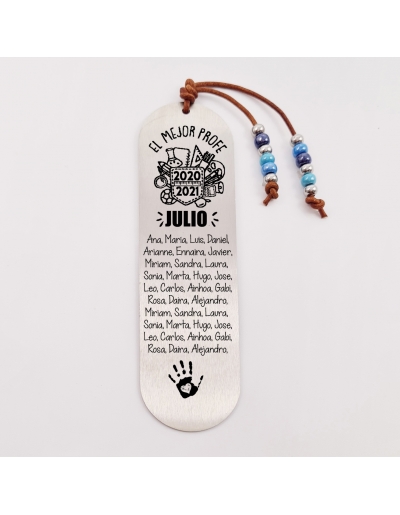 EL MEJOR PROFE
2020
2021
JULIO
Ana, Maria, Luis, Daniel,
Arianne, Ennaira, Javier,
Miriam, Sandra, Laura,
Sonia, Marta, Hugo, Jose,
Leo, Carlos, Ainhoa, Gabi,
Rosa, Daira, Alejandro,
Miriam, Sandra, Laura,
Sonia, Marta, Hugo, Jose,
Leo, Carlos, Ainhoa, Gabi,
Rosa, Daira, Alejandro.